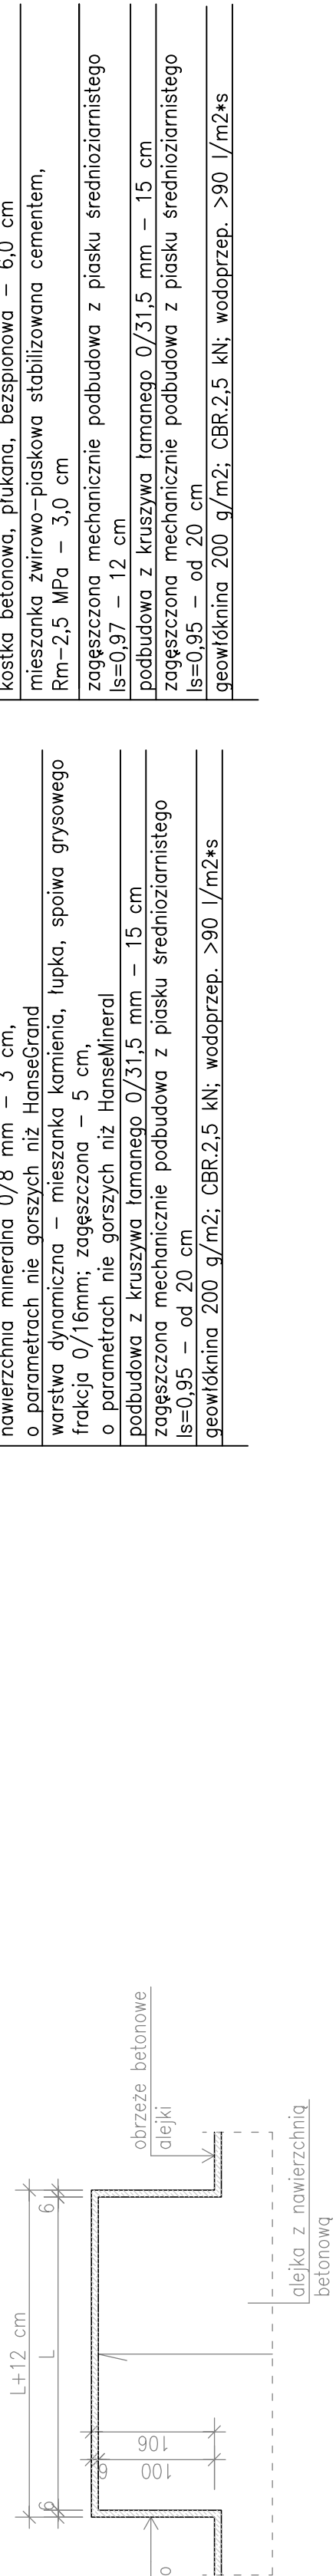 kostka betonowa, płukana, bezspionowa – 6,0 cm
mieszanka żwirowo–piaskowa stabilizowana cementem,
Rm–2,5 MPa – 3,0 cm
zagęszczona mechanicznie podbudowa z piasku średnioziarnistego
Is=0,97 – 12 cm
podbudowa z kruszywa łamanego 0/31,5 mm – 15 cm
zagęszczona mechanicznie podbudowa z piasku średnioziarnistego
Is=0,95 – od 20 cm
geowłóknina 200 g/m2; CBR.2,5 kN; wodoprzep. >90 l/m2*s
nawierzchnia mineralna 0/8 mm – 3 cm,
o parametrach nie gorszych niż HanseGrand
warstwa dynamiczna – mieszanka kamienia, łupka, spoiwa grysowego
frakcja 0/16mm; zagęszczona – 5 cm,
o parametrach nie gorszych niż HanseMineral
podbudowa z kruszywa łamanego 0/31,5 mm – 15 cm
zagęszczona mechanicznie podbudowa z piasku średnioziarnistego
Is=0,95 – od 20 cm
geowłóknina 200 g/m2; CBR.2,5 kN; wodoprzep. >90 l/m2*s
L+12 cm
6
L
6
106
6
100
obrzeże betonowe
alejki
alejka z nawierzchnią
betonową